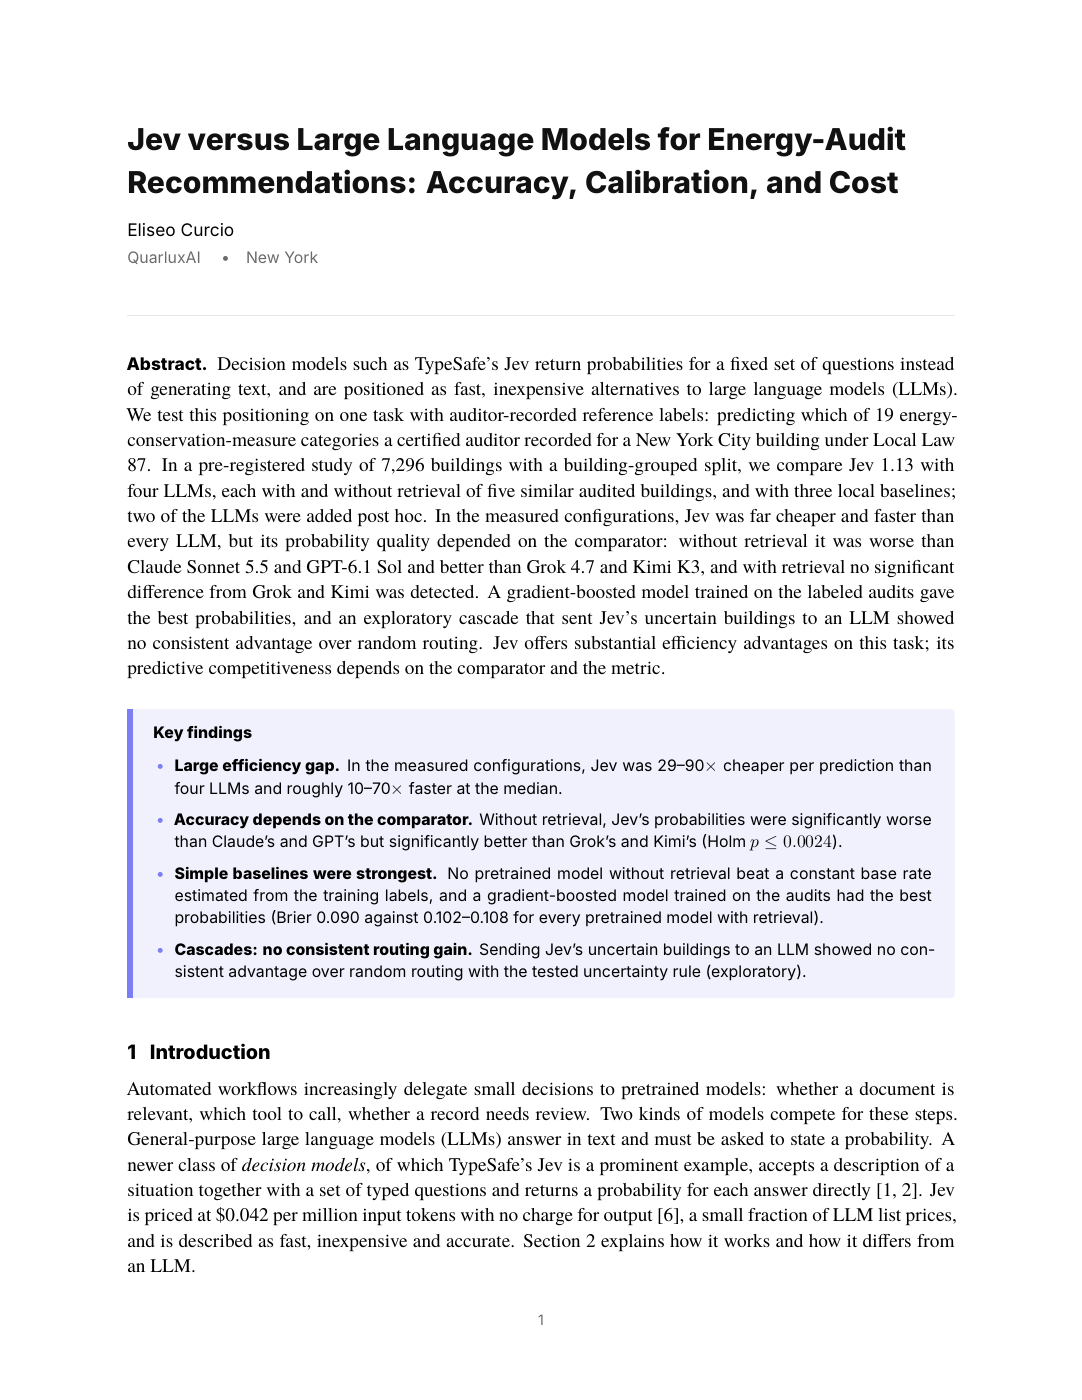 Jev versus Large Language Models for Energy-Audit
Recommendations: Accuracy, Calibration, and Cost
Eliseo Curcio
QuarluxAI • New York
Abstract. Decision models such as TypeSafe's Jev return probabilities for a fixed set of questions instead
of generating text, and are positioned as fast, inexpensive alternatives to large language models (LLMs).
We test this positioning on one task with auditor-recorded reference labels: predicting which of 19 energy-
conservation-measure categories a certified auditor recorded for a New York City building under Local Law
87. In a pre-registered study of 7,296 buildings with a building-grouped split, we compare Jev 1.13 with
four LLMs, each with and without retrieval of five similar audited buildings, and with three local baselines;
two of the LLMs were added post hoc. In the measured configurations, Jev was far cheaper and faster than
every LLM, but its probability quality depended on the comparator: without retrieval it was worse than
Claude Sonnet 5.5 and GPT-6.1 Sol and better than Grok 4.7 and Kimi K3, and with retrieval no significant
difference from Grok and Kimi was detected. A gradient-boosted model trained on the labeled audits gave
the best probabilities, and an exploratory cascade that sent Jev's uncertain buildings to an LLM showed
no consistent advantage over random routing. Jev offers substantial efficiency advantages on this task; its
predictive competitiveness depends on the comparator and the metric.
Key findings
• Large efficiency gap. In the measured configurations, Jev was 29–90× cheaper per prediction than
four LLMs and roughly 10–70× faster at the median.
• Accuracy depends on the comparator. Without retrieval, Jev's probabilities were significantly worse
than Claude's and GPT's but significantly better than Grok's and Kimi's (Holm p ≤ 0.0024).
• Simple baselines were strongest. No pretrained model without retrieval beat a constant base rate
estimated from the training labels, and a gradient-boosted model trained on the audits had the best
probabilities (Brier 0.090 against 0.102–0.108 for every pretrained model with retrieval).
• Cascades: no consistent routing gain. Sending Jev's uncertain buildings to an LLM showed no con-
sistent advantage over random routing with the tested uncertainty rule (exploratory).
1 Introduction
Automated workflows increasingly delegate small decisions to pretrained models: whether a document is
relevant, which tool to call, whether a record needs review. Two kinds of models compete for these steps.
General-purpose large language models (LLMs) answer in text and must be asked to state a probability. A
newer class of decision models, of which TypeSafe's Jev is a prominent example, accepts a description of a
situation together with a set of typed questions and returns a probability for each answer directly [1, 2]. Jev
is priced at $0.042 per million input tokens with no charge for output [6], a small fraction of LLM list prices,
and is described as fast, inexpensive and accurate. Section 2 explains how it works and how it differs from
an LLM.
1